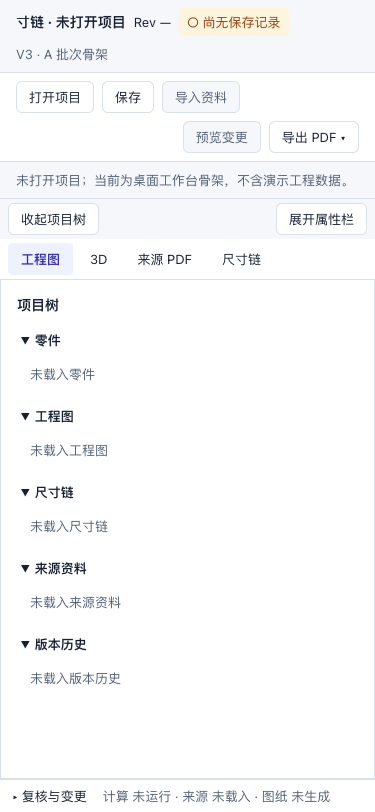 寸链 · 未打开项目 Rev — 尚无保存记录
V3 · A 批次骨架
打开项目 保存 导入资料
预览变更 导出 PDF
未打开项目；当前为桌面工作台骨架，不含演示工程数据。
收起项目树 展开属性栏
工程图 3D 来源 PDF 尺寸链
项目树
零件
未载入零件
工程图
未载入工程图
尺寸链
未载入尺寸链
来源资料
未载入来源资料
版本历史
未载入版本历史
复核与变更 计算 未运行 · 来源 未载入 · 图纸 未生成